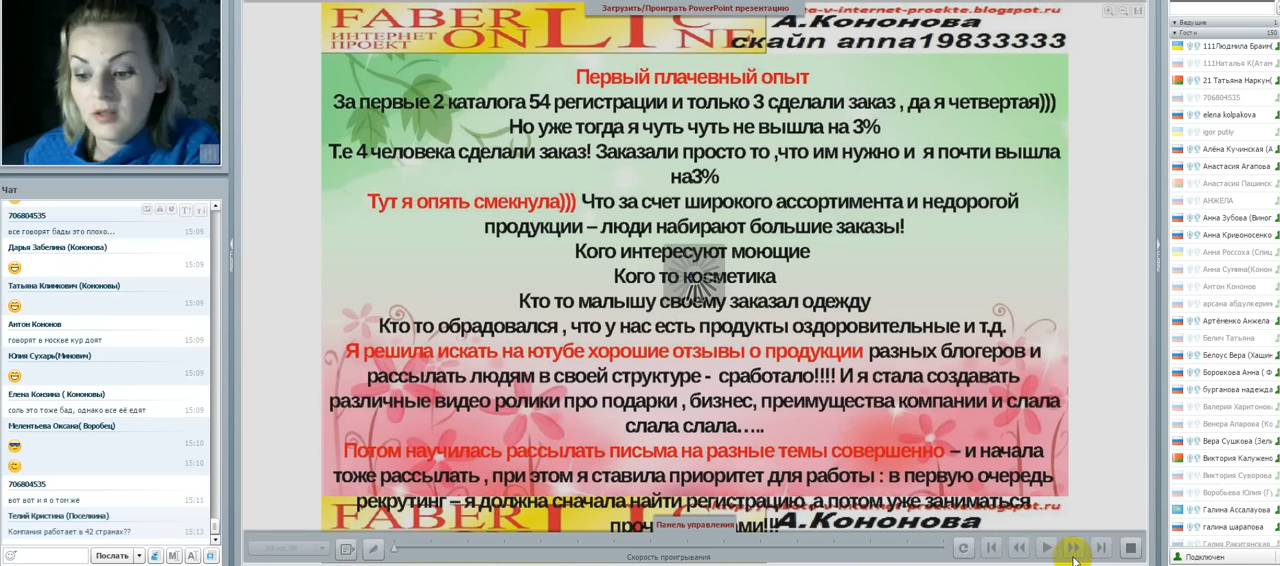 Загрузить/Проиграть PowerPoint презентацию
FABERLIC
ИНТЕРНЕТ
ПРОЕКТ
ONLINE
А.Кононова
скайп anna19833333
Первый плачевный опыт
За первые 2 каталога 54 регистрации и только 3 сделали заказ , да я четвертая)))
Но уже тогда я чуть чуть не вышла на 3%
Т.е 4 человека сделали заказ! Заказали просто то ,что им нужно и я почти вышла
на3%
Тут я опять смекнула))) Что за счет широкого ассортимента и недорогой
продукции – люди набирают большие заказы!
Кого интересуют моющие
Кого то косметика
Кто то малышу своему заказал одежду
Кто то обрадовался , что у нас есть продукты оздоровительные и т.д.
Я решила искать на ютубе хорошие отзывы о продукции разных блогеров и
рассылать людям в своей структуре - сработало!!!! И я стала создавать
различные видео ролики про подарки , бизнес, преимущества компании и слала
слала слала…..
Потом научилась рассылать письма на разные темы совершенно – и начала
тоже рассылать , при этом я ставила приоритет для работы : в первую очередь
рекрутинг – я должна сначала найти регистрацию, а потом уже заниматься
А.Кононова
Панель управления
Скорость проигрывания
Чат
706804535
все говорят бады это плохо... 15:09
Дарья Забелина (Кононова)
15:09
Татьяна Климкович (Кононовы)
15:09
Антон Кононов
говорят в москве кур доят 15:09
Юлия Сухарь(Минович)
15:09
Елена Конзина ( Кононовы)
соль это тоже бад, однако все её едят 15:09
Мелентьева Оксана( Воробец)
15:10
15:10
706804535
вот вот и я о том же 15:11
Телий Кристина (Поселкина)
Компания работает в 42 странах?? 15:13
Послать
Ведущие 1
Гости 150
111Людмила Браин(
111Наталья К(Атам
21 Татьяна Наркун(
706804535
elena kolpakova
igor putiy
Алёна Кучинская (А
Анастасия Агапова
Анастасия Пашинск
АНЖЕЛА
Анна Зубова (Виног
Анна Кривоносенко
Анна Россоха (Спиц
Анна Сумина(Конон
Антон Кононов
арсана абдулкерим
Артёменко Анжела
Белич Татьяна
Белоус Вера (Хащин
Боровкова Анна ( Ф
бурганова надежда
Валерия Харитонов
Венера Апарова (Ко
Вера Сушкова (Зели
Виктория Калужено
Виктория Суворова
Воробьева Юлия (Г
Галина Ассалауова
галина шарапова
Галия Ракитянская
Подключен